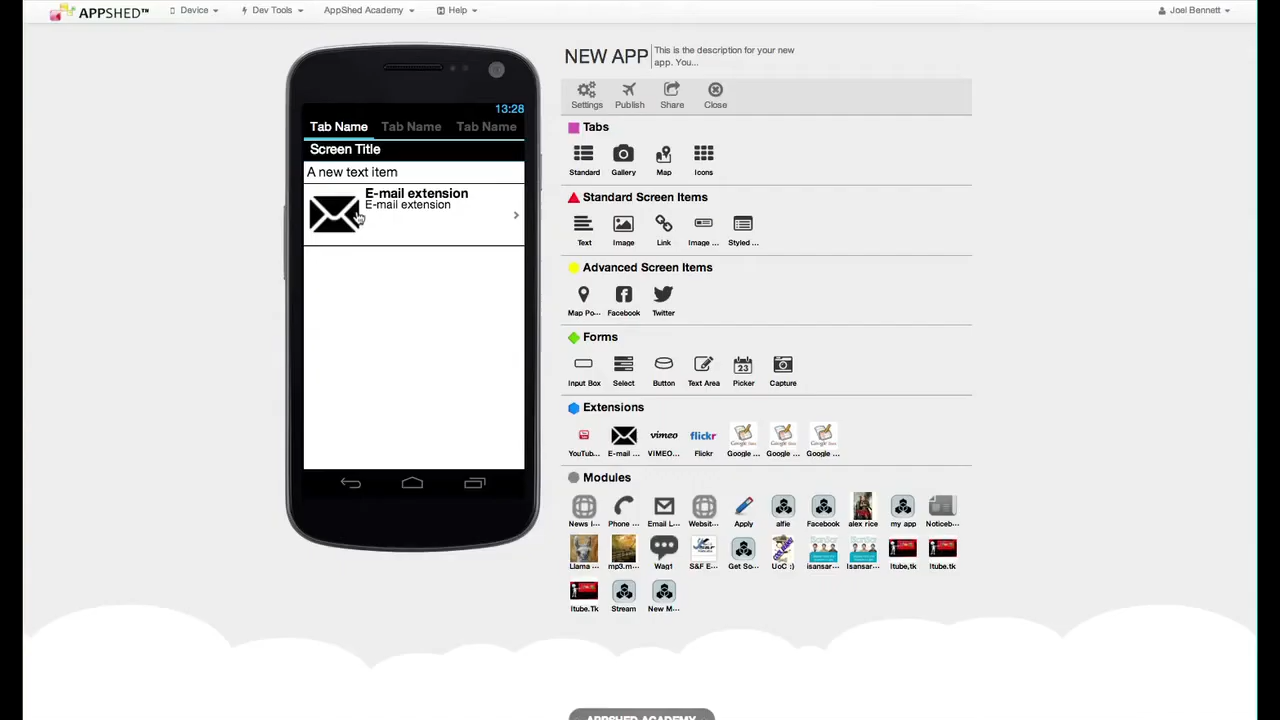 APPSHED™ Device Dev Tools AppShed Academy Help Joel Bennett
NEW APP
This is the description for your new
app. You...
Settings Publish Share Close
Tabs
Standard Gallery Map Icons
Standard Screen Items
Text Image Link Image ... Styled ...
Advanced Screen Items
Map Po... Facebook Twitter
Forms
Input Box Select Button Text Area 23 Picker Capture
Extensions
vimeo flickr
YouTub... E-mail ... VIMEO... Flickr Google ... Google ... Google ...
Modules
News I... Phone ... Email L... Websit... Apply alfie Facebook alex rice my app Noticeb...
Llama ... mp3.m... Wag1 S&F E... Get So... UoC :) isansar... Isansar... Itube,tk Itube.tk
Itube.Tk Stream New M...
13:28
Tab Name Tab Name Tab Name
Screen Title
A new text item
E-mail extension
E-mail extension
APPSHED ACADEMY